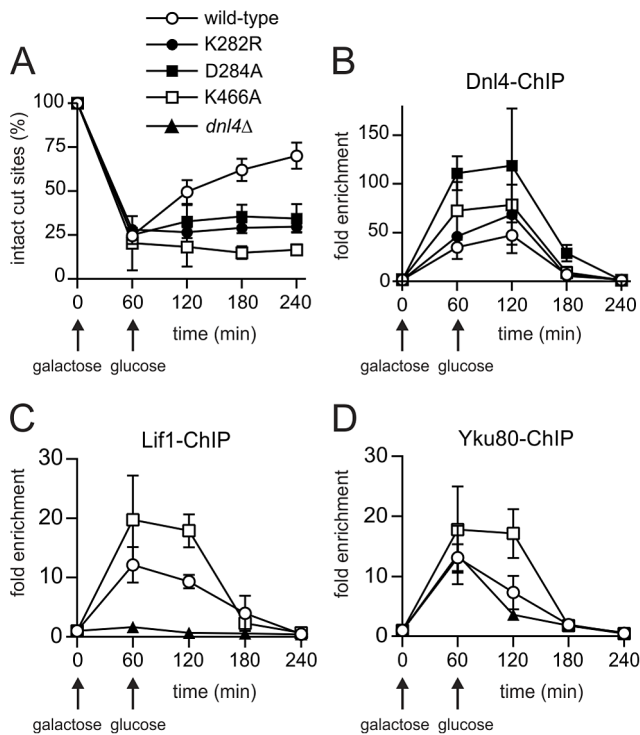 wild-type
K282R
D284A
K466A
dnl4Δ
A
intact cut sites (%)
100
75
50
25
0
0 60 120 180 240
time (min)
galactose glucose
B
Dnl4-ChIP
fold enrichment
150
100
50
0
0 60 120 180 240
time (min)
galactose glucose
C
Lif1-ChIP
fold enrichment
30
20
10
0
0 60 120 180 240
time (min)
galactose glucose
D
Yku80-ChIP
fold enrichment
30
20
10
0
0 60 120 180 240
time (min)
galactose glucose